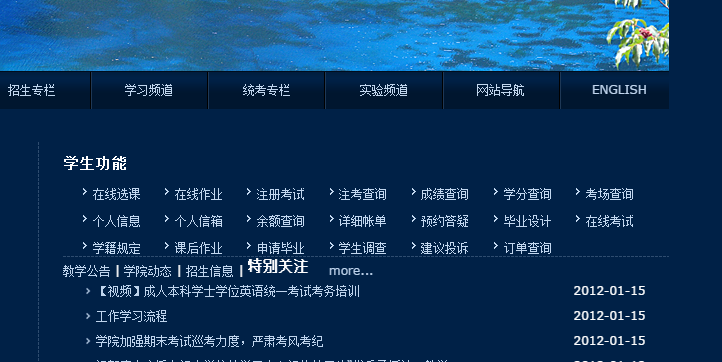 招生专栏 学习频道 统考专栏 实验频道 网站导航 ENGLISH
学生功能
在线选课 在线作业 注册考试 注考查询 成绩查询 学分查询 考场查询
个人信息 个人信箱 余额查询 详细帐单 预约答疑 毕业设计 在线考试
学籍规定 课后作业 申请毕业 学生调查 建议投诉 订单查询
教学公告 | 学院动态 | 招生信息 | 特别关注 more...
【视频】成人本科学士学位英语统一考试考务培训 2012-01-15
工作学习流程 2012-01-15
学院加强期末考试巡考力度，严肃考风考纪 2012-01-15